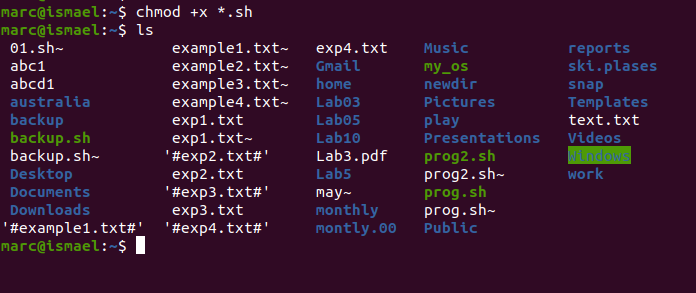 marc@ismael:~$ chmod +x *.sh
marc@ismael:~$ ls
 01.sh~           example1.txt~   exp4.txt    Music           reports
 abc1             example2.txt~   Gmail       my_os           ski.plases
 abcd1            example3.txt~   home        newdir          snap
 australia        example4.txt~   Lab03       Pictures        Templates
 backup           exp1.txt        Lab05       play            text.txt
 backup.sh        exp1.txt~       Lab10       Presentations   Videos
 backup.sh~      '#exp2.txt#'     Lab3.pdf    prog2.sh        Windows
 Desktop          exp2.txt        Lab5        prog2.sh~       work
 Documents       '#exp3.txt#'     may~        prog.sh
 Downloads        exp3.txt        monthly     prog.sh~
'#example1.txt#' '#exp4.txt#'     montly.00   Public
marc@ismael:~$